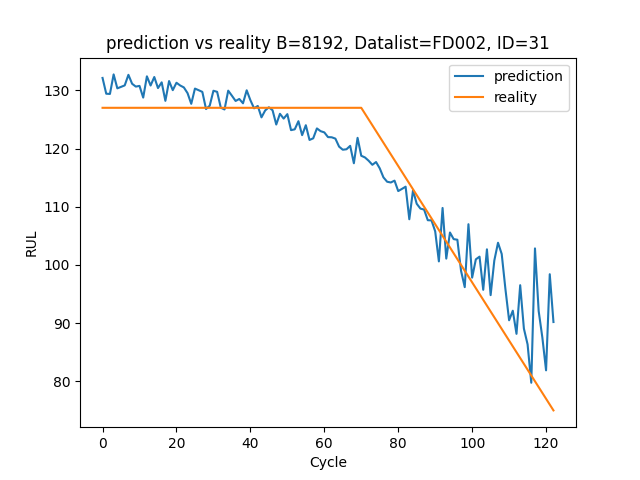 prediction vs reality B=8192, Datalist=FD002, ID=31
prediction
reality
RUL
130
120
110
100
90
80
0 20 40 60 80 100 120
Cycle